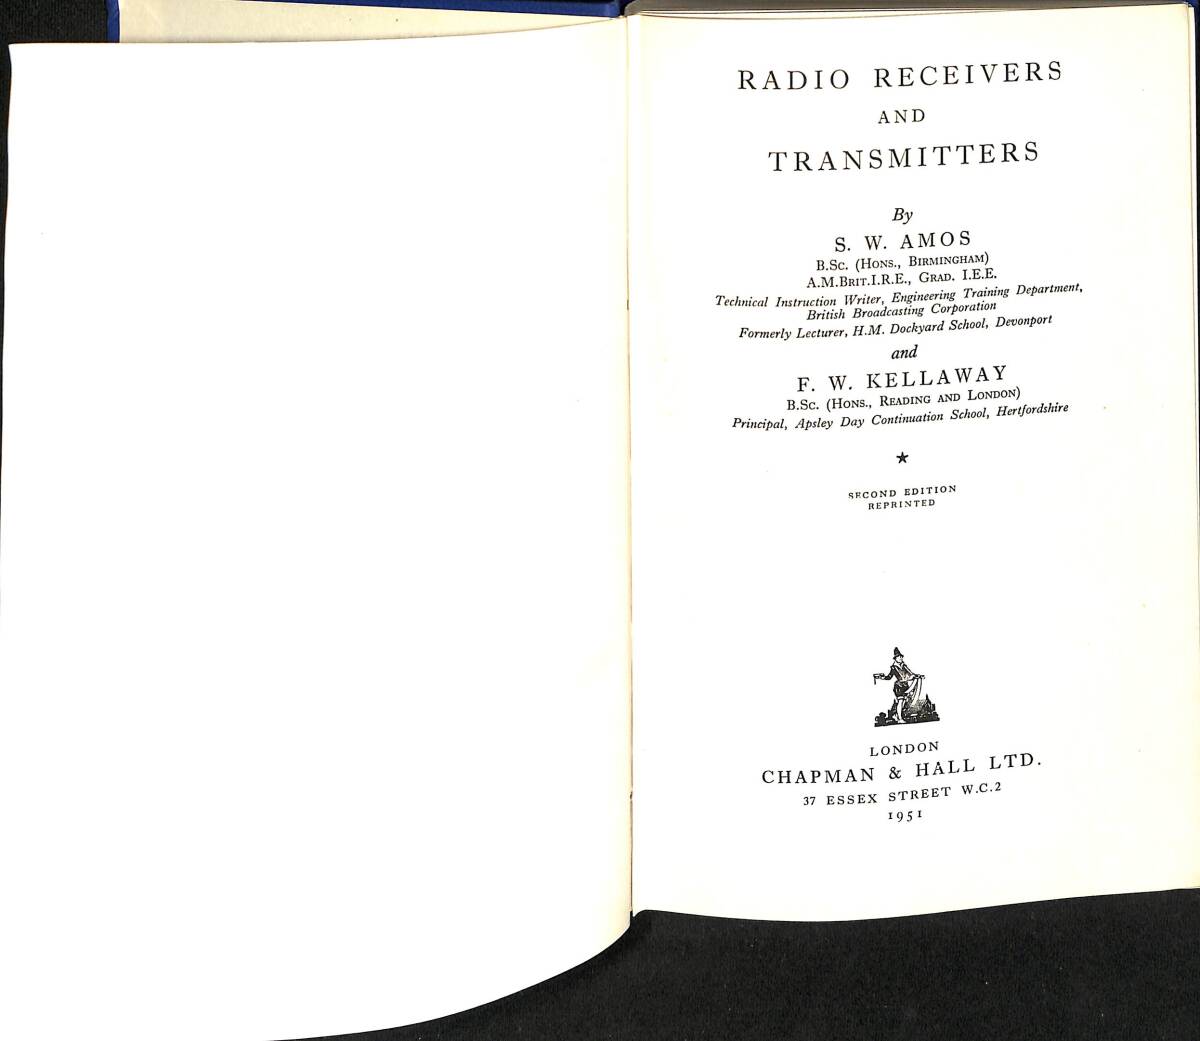 RADIO RECEIVERS
AND
TRANSMITTERS
By
S. W. AMOS
B.Sc. (Hons., Birmingham)
A.M.Brit.I.R.E., Grad. I.E.E.
Technical Instruction Writer, Engineering Training Department,
British Broadcasting Corporation
Formerly Lecturer, H.M. Dockyard School, Devonport
and
F. W. KELLAWAY
B.Sc. (Hons., Reading and London)
Principal, Apsley Day Continuation School, Hertfordshire
★
SECOND EDITION
REPRINTED
LONDON
CHAPMAN & HALL LTD.
37 ESSEX STREET W.C.2
1951